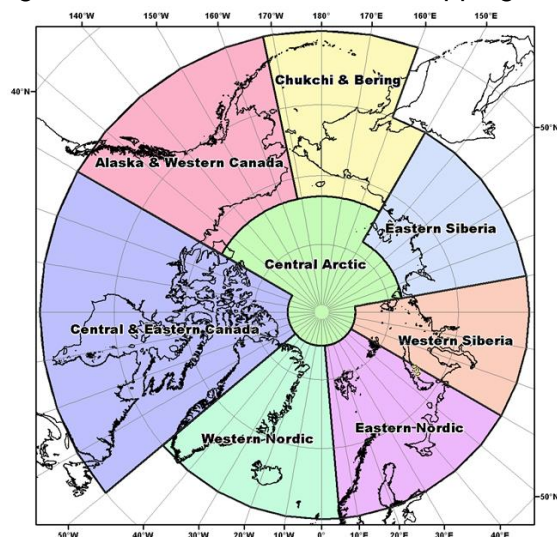 140°W 150°W 160°W 170°W 180° 170°E 160°E 150°E
40°N
Chukchi & Bering
50°N
Alaska & Western Canada
Eastern Siberia
Central Arctic
Central & Eastern Canada
Western Siberia
Eastern Nordic
Western Nordic
50°N
50°W 40°W 30°W 20°W 10°W 0° 10°E 20°E 30°E 40°E